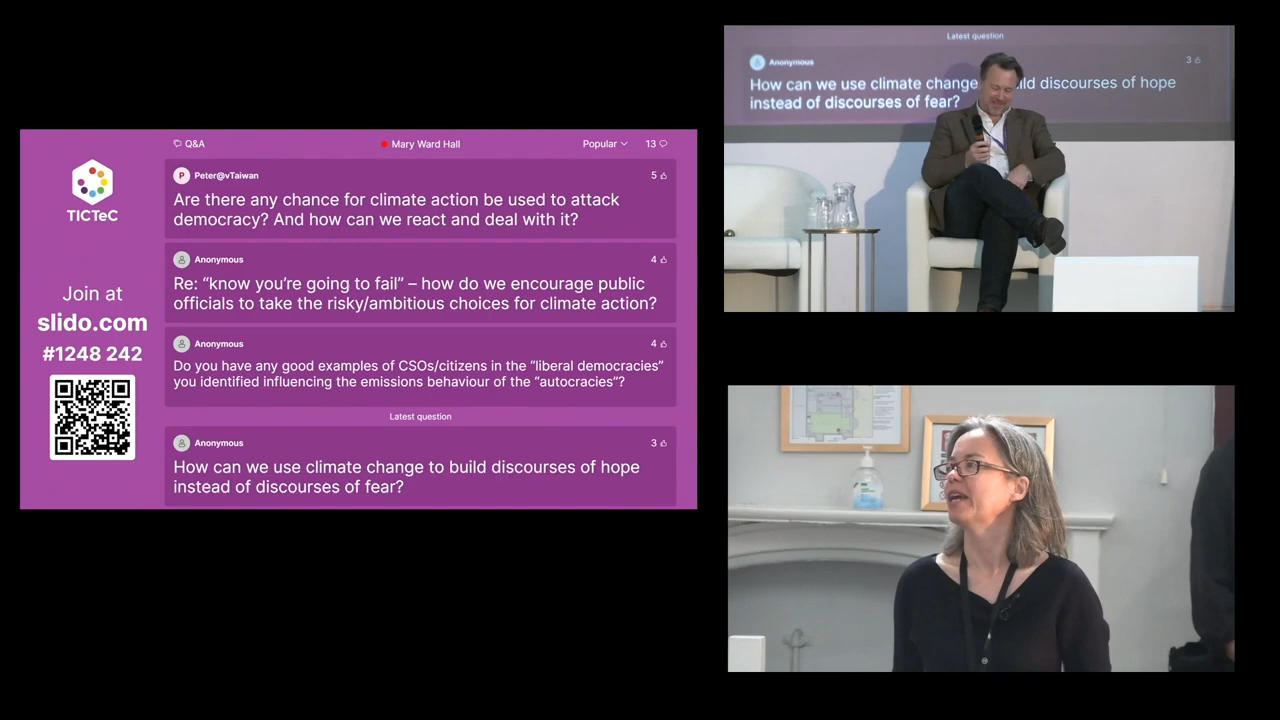 Q&A
Mary Ward Hall
Popular
13
TICTeC
Join at
slido.com
#1248 242
P
Peter@vTaiwan
5
Are there any chance for climate action be used to attack
democracy? And how can we react and deal with it?
Anonymous
4
Re: “know you’re going to fail” – how do we encourage public
officials to take the risky/ambitious choices for climate action?
Anonymous
4
Do you have any good examples of CSOs/citizens in the “liberal democracies”
you identified influencing the emissions behaviour of the “autocracies”?
Latest question
Anonymous
3
How can we use climate change to build discourses of hope
instead of discourses of fear?
Latest question
Anonymous
3
How can we use climate change ild discourses of hope
instead of discourses of fear?